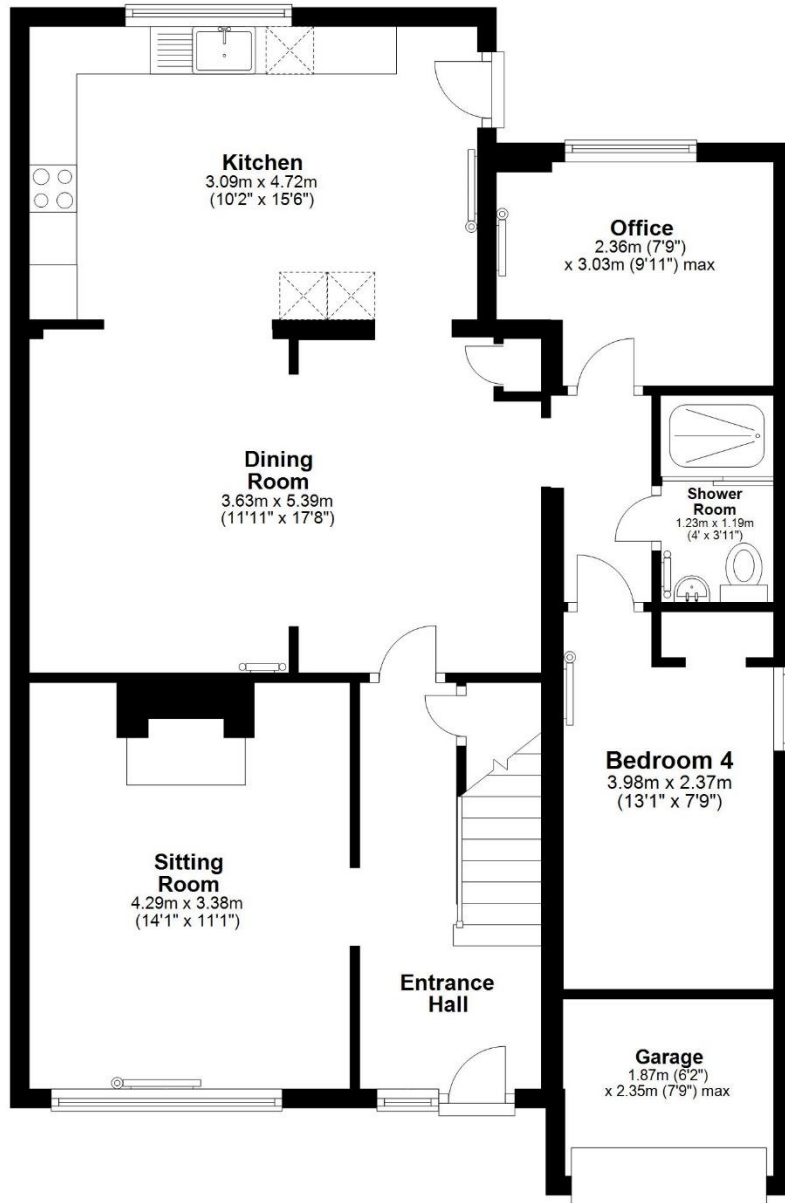 Kitchen
3.09m x 4.72m
(10'2" x 15'6")
Office
2.36m (7'9")
x 3.03m (9'11") max
Dining
Room
3.63m x 5.39m
(11'11" x 17'8")
Shower
Room
1.23m x 1.19m
(4' x 3'11")
Bedroom 4
3.98m x 2.37m
(13'1" x 7'9")
Sitting
Room
4.29m x 3.38m
(14'1" x 11'1")
Entrance
Hall
Garage
1.87m (6'2")
x 2.35m (7'9") max